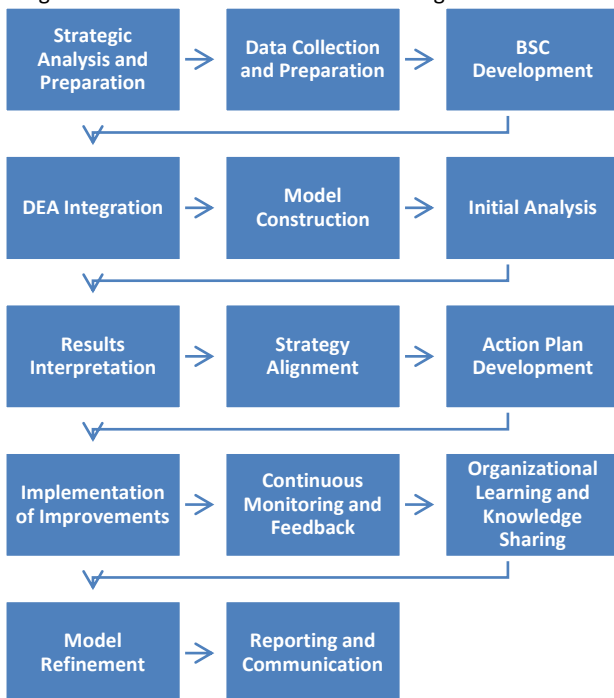 Strategic
Analysis and
Preparation
Data Collection
and Preparation
BSC
Development
DEA Integration
Model
Construction
Initial Analysis
Results
Interpretation
Strategy
Alignment
Action Plan
Development
Implementation
of Improvements
Continuous
Monitoring and
Feedback
Organizational
Learning and
Knowledge
Sharing
Model
Refinement
Reporting and
Communication